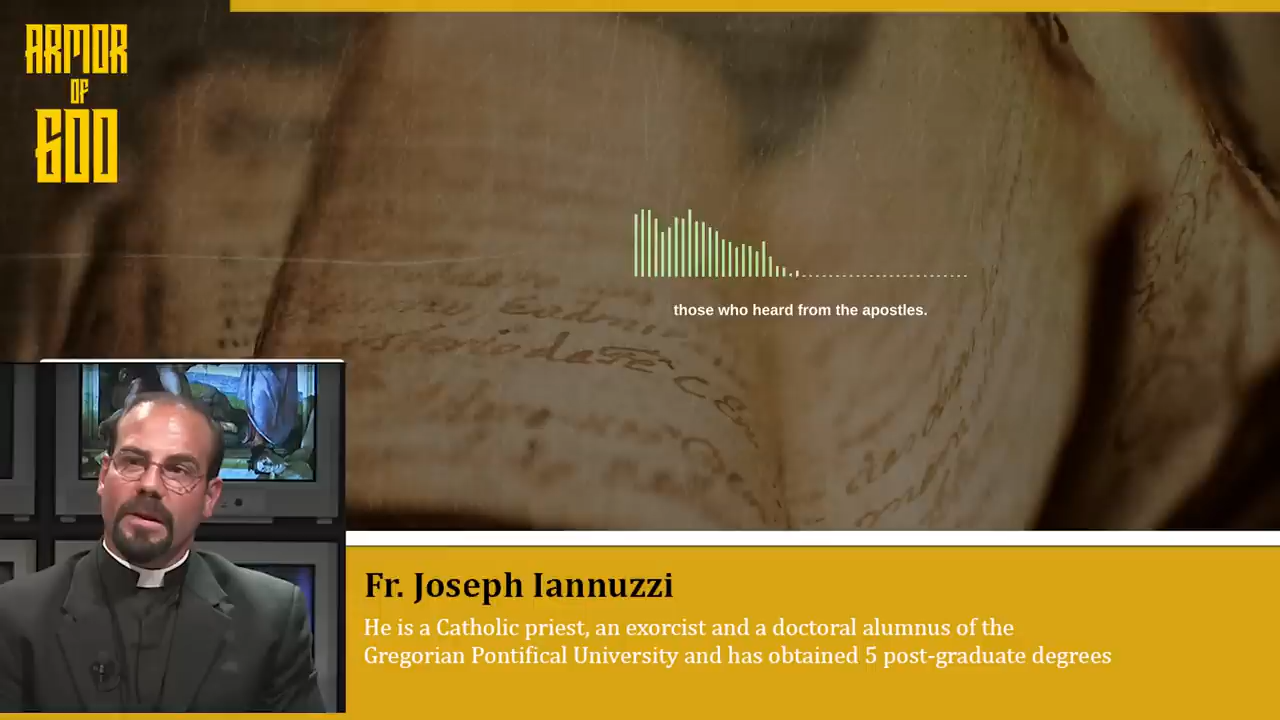 ARMOR
OF
GOD
those who heard from the apostles.
Fr. Joseph Iannuzzi
He is a Catholic priest, an exorcist and a doctoral alumnus of the
Gregorian Pontifical University and has obtained 5 post-graduate degrees